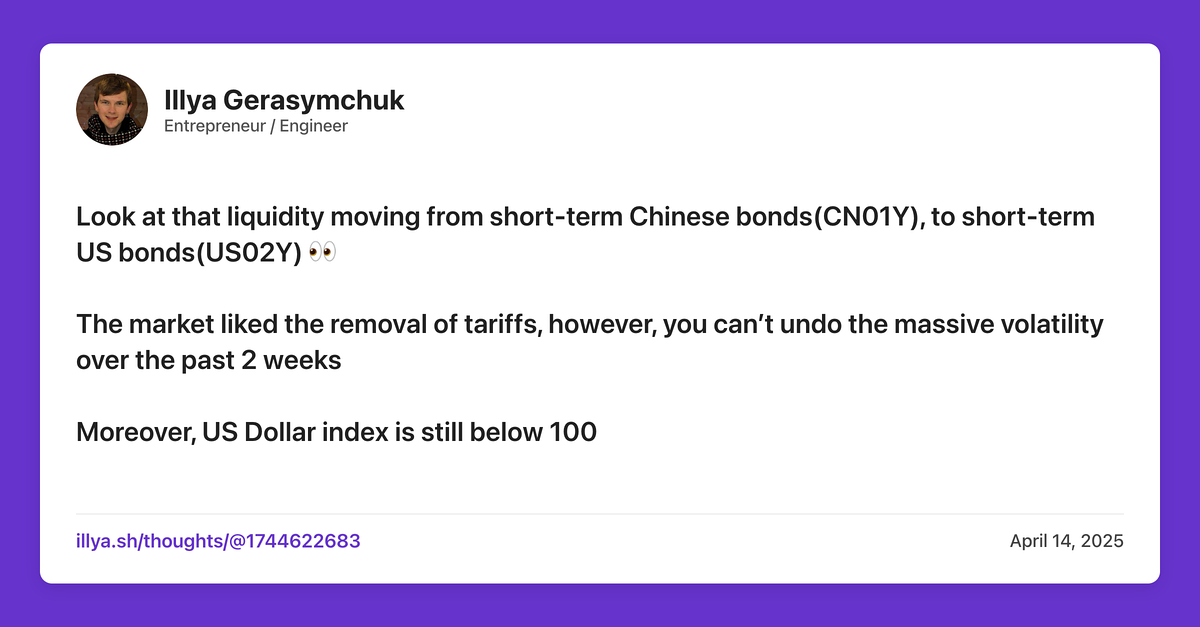 Illya Gerasymchuk
Entrepreneur / Engineer
Look at that liquidity moving from short-term Chinese bonds(CN01Y), to short-term
US bonds(US02Y) 👀
The market liked the removal of tariffs, however, you can’t undo the massive volatility
over the past 2 weeks
Moreover, US Dollar index is still below 100
illya.sh/thoughts/@1744622683
April 14, 2025